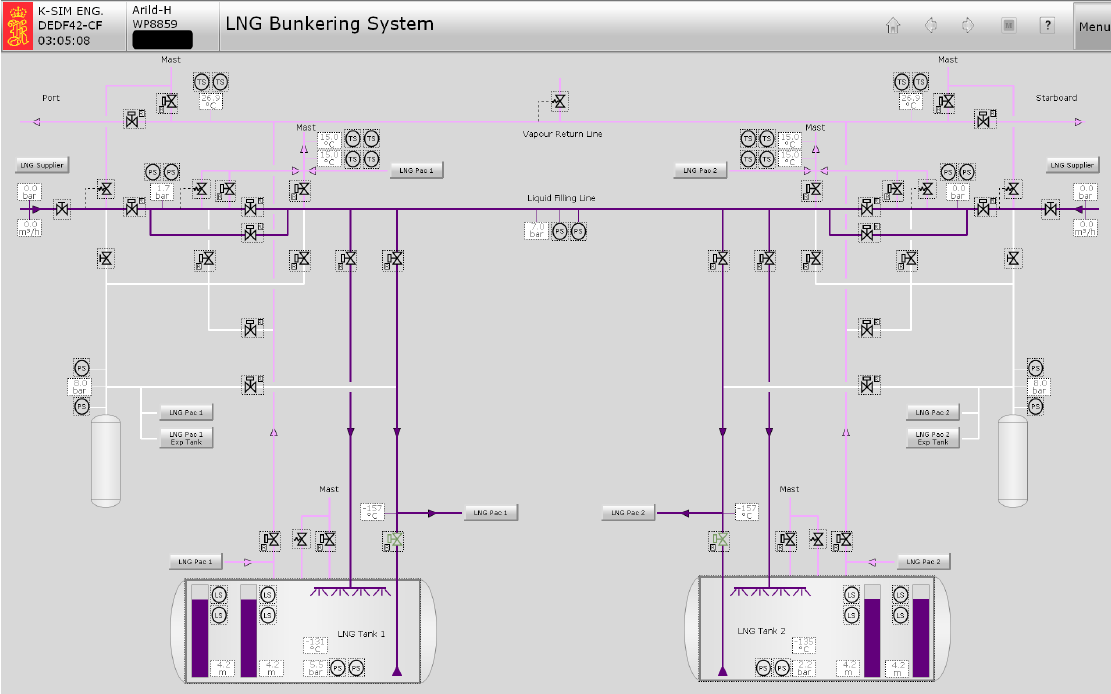 K-SIM ENG.
DEDF42-CF
03:05:08
Arild-H
WP8859
LNG Bunkering System
?
Menu
Mast
Mast
TS TS
TS TS
26.9
°C
°C
Port
Starboard
Mast
Mast
Vapour Return Line
15.0
°C
TS TS
TS TS
15.0
°C
15.0
°C
TS TS
TS TS
15.0
°C
LNG Supplier
LNG Pac 1
LNG Pac 2
LNG Supplier
PS PS
PS PS
0.0
bar
1.7
bar
0.0
bar
0.0
bar
Liquid Filling Line
0.0
m³/h
7.0
bar
PS PS
0.0
m³/h
PS
PS
8.0
bar
8.0
bar
PS
PS
LNG Pac 1
LNG Pac 2
LNG Pac 1
Exp Tank
LNG Pac 2
Exp Tank
Mast
Mast
-157
°C
LNG Pac 1
LNG Pac 2
-157
°C
LNG Pac 1
LNG Pac 2
LS
LS
LS
LS
LS
LS
LS
LS
LNG Tank 1
LNG Tank 2
-131
°C
-135
°C
4.2
m
4.2
m
5.5
bar
PS PS
PS PS
2.2
bar
4.2
m
4.2
m